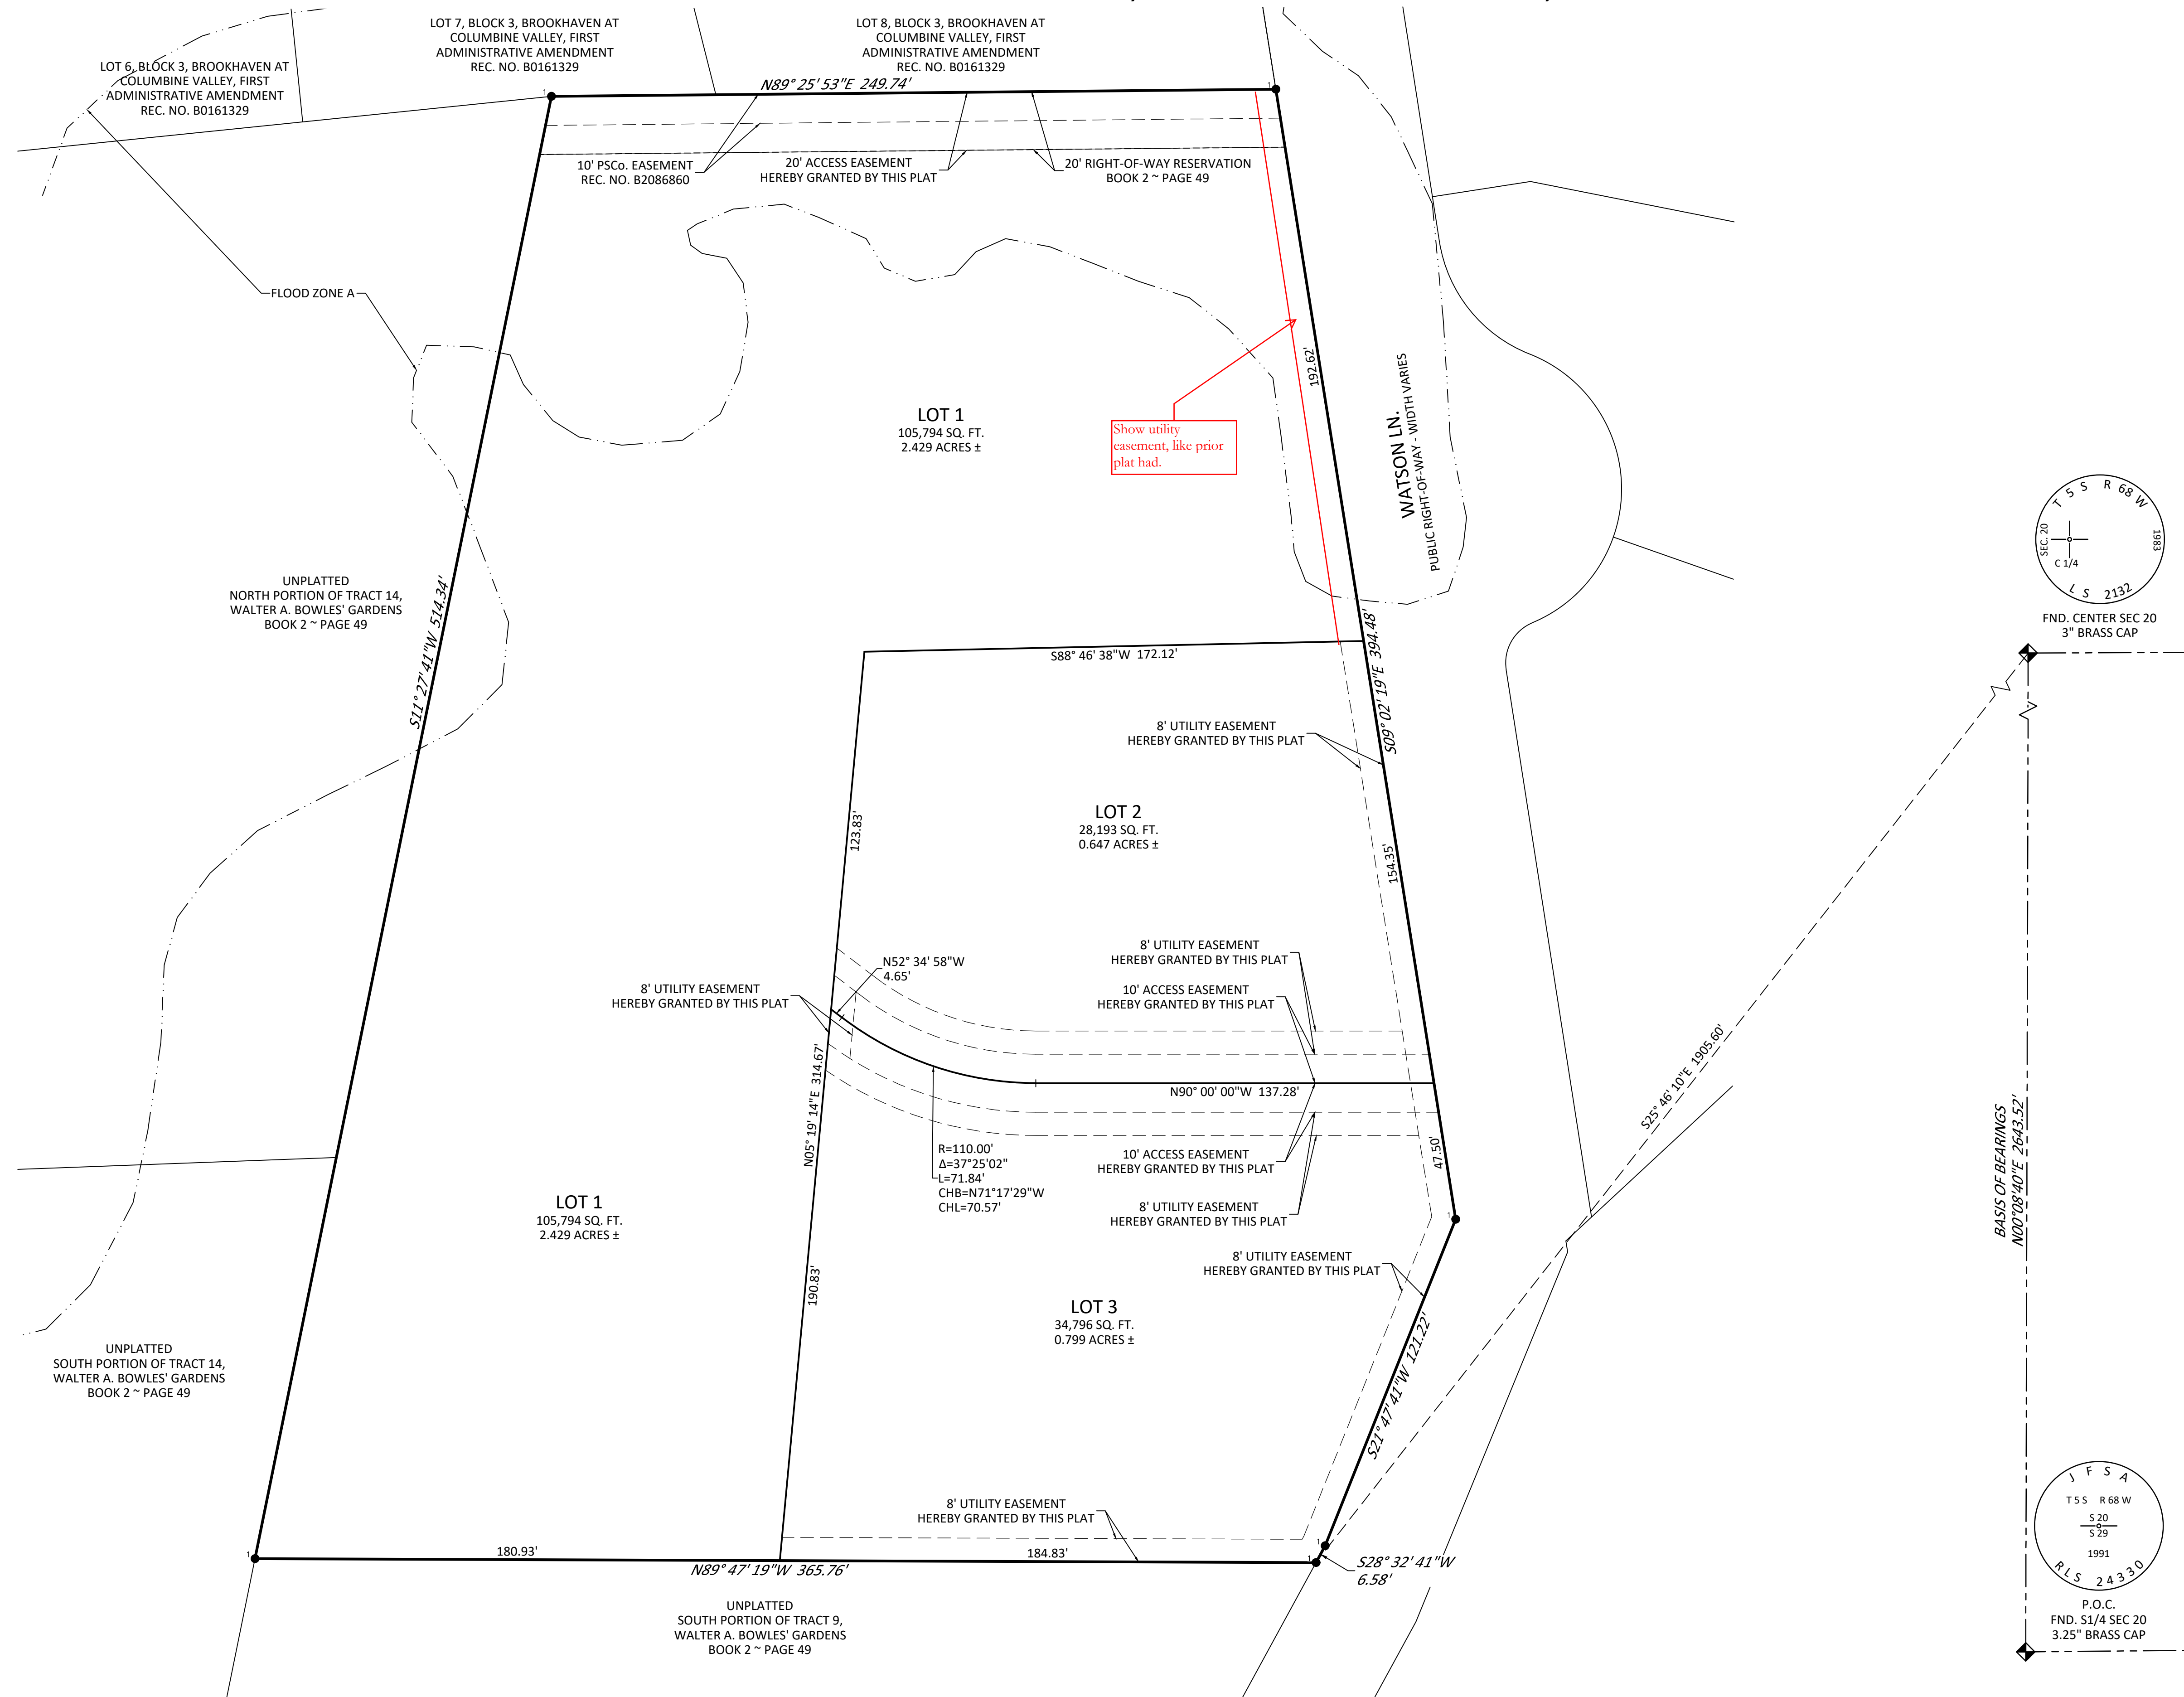 LOT 7, BLOCK 3, BROOKHAVEN AT
COLUMBINE VALLEY, FIRST
ADMINISTRATIVE AMENDMENT
REC. NO. B0161329
LOT 8, BLOCK 3, BROOKHAVEN AT
COLUMBINE VALLEY, FIRST
ADMINISTRATIVE AMENDMENT
REC. NO. B0161329
LOT 6, BLOCK 3, BROOKHAVEN AT
COLUMBINE VALLEY, FIRST
ADMINISTRATIVE AMENDMENT
REC. NO. B0161329
N89° 25' 53"E 249.74'
1
1
10' PSCo. EASEMENT
REC. NO. B2086860
20' ACCESS EASEMENT
HEREBY GRANTED BY THIS PLAT
20' RIGHT-OF-WAY RESERVATION
BOOK 2 ~ PAGE 49
FLOOD ZONE A
192.62'
LOT 1
105,794 SQ. FT.
2.429 ACRES ±
Show utility
easement, like prior
plat had.
WATSON LN.
PUBLIC RIGHT-OF-WAY - WIDTH VARIES
T 5 S R 68 W
SEC. 20
1983
C 1/4
L S 2132
FND. CENTER SEC 20
3" BRASS CAP
UNPLATTED
NORTH PORTION OF TRACT 14,
WALTER A. BOWLES' GARDENS
BOOK 2 ~ PAGE 49
S11° 27' 41"W 514.34'
S88° 46' 38"W 172.12'
S09° 02' 19"E 394.48'
8' UTILITY EASEMENT
HEREBY GRANTED BY THIS PLAT
LOT 2
28,193 SQ. FT.
0.647 ACRES ±
123.83'
154.35'
8' UTILITY EASEMENT
HEREBY GRANTED BY THIS PLAT
N52° 34' 58"W
4.65'
8' UTILITY EASEMENT
HEREBY GRANTED BY THIS PLAT
10' ACCESS EASEMENT
HEREBY GRANTED BY THIS PLAT
S25° 46' 10"E 1905.60'
N90° 00' 00"W 137.28'
N05° 19' 14"E 314.67'
R=110.00'
Δ=37°25'02"
L=71.84'
CHB=N71°17'29"W
CHL=70.57'
10' ACCESS EASEMENT
HEREBY GRANTED BY THIS PLAT
47.50'
BASIS OF BEARINGS
N00°08'40"E 2643.52'
LOT 1
105,794 SQ. FT.
2.429 ACRES ±
8' UTILITY EASEMENT
HEREBY GRANTED BY THIS PLAT
1
8' UTILITY EASEMENT
HEREBY GRANTED BY THIS PLAT
190.83'
LOT 3
34,796 SQ. FT.
0.799 ACRES ±
S21° 47' 41"W 121.22'
UNPLATTED
SOUTH PORTION OF TRACT 14,
WALTER A. BOWLES' GARDENS
BOOK 2 ~ PAGE 49
8' UTILITY EASEMENT
HEREBY GRANTED BY THIS PLAT
J F S A
T 5 S R 68 W
S 20
S 29
1991
RLS 24330
P.O.C.
FND. S1/4 SEC 20
3.25" BRASS CAP
1
180.93'
184.83'
1
1
N89° 47' 19"W 365.76'
S28° 32' 41"W
6.58'
UNPLATTED
SOUTH PORTION OF TRACT 9,
WALTER A. BOWLES' GARDENS
BOOK 2 ~ PAGE 49